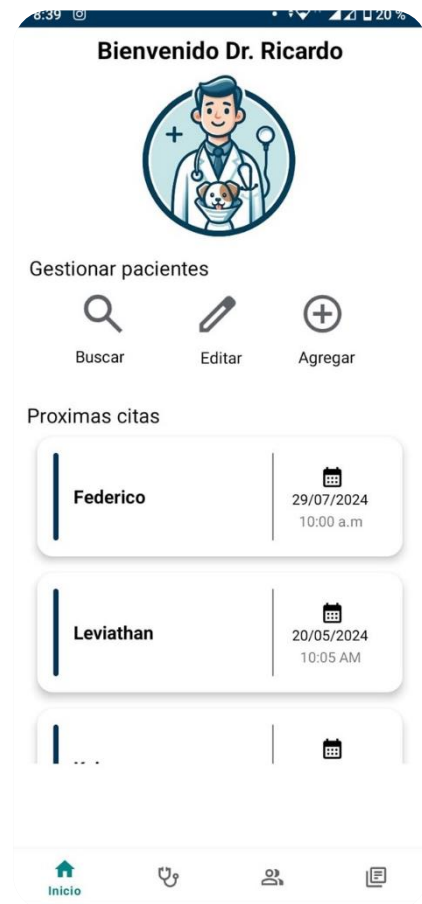 8:39 20 %
Bienvenido Dr. Ricardo
Gestionar pacientes
Buscar Editar Agregar
Proximas citas
Federico
29/07/2024
10:00 a.m
Leviathan
20/05/2024
10:05 AM
Inicio